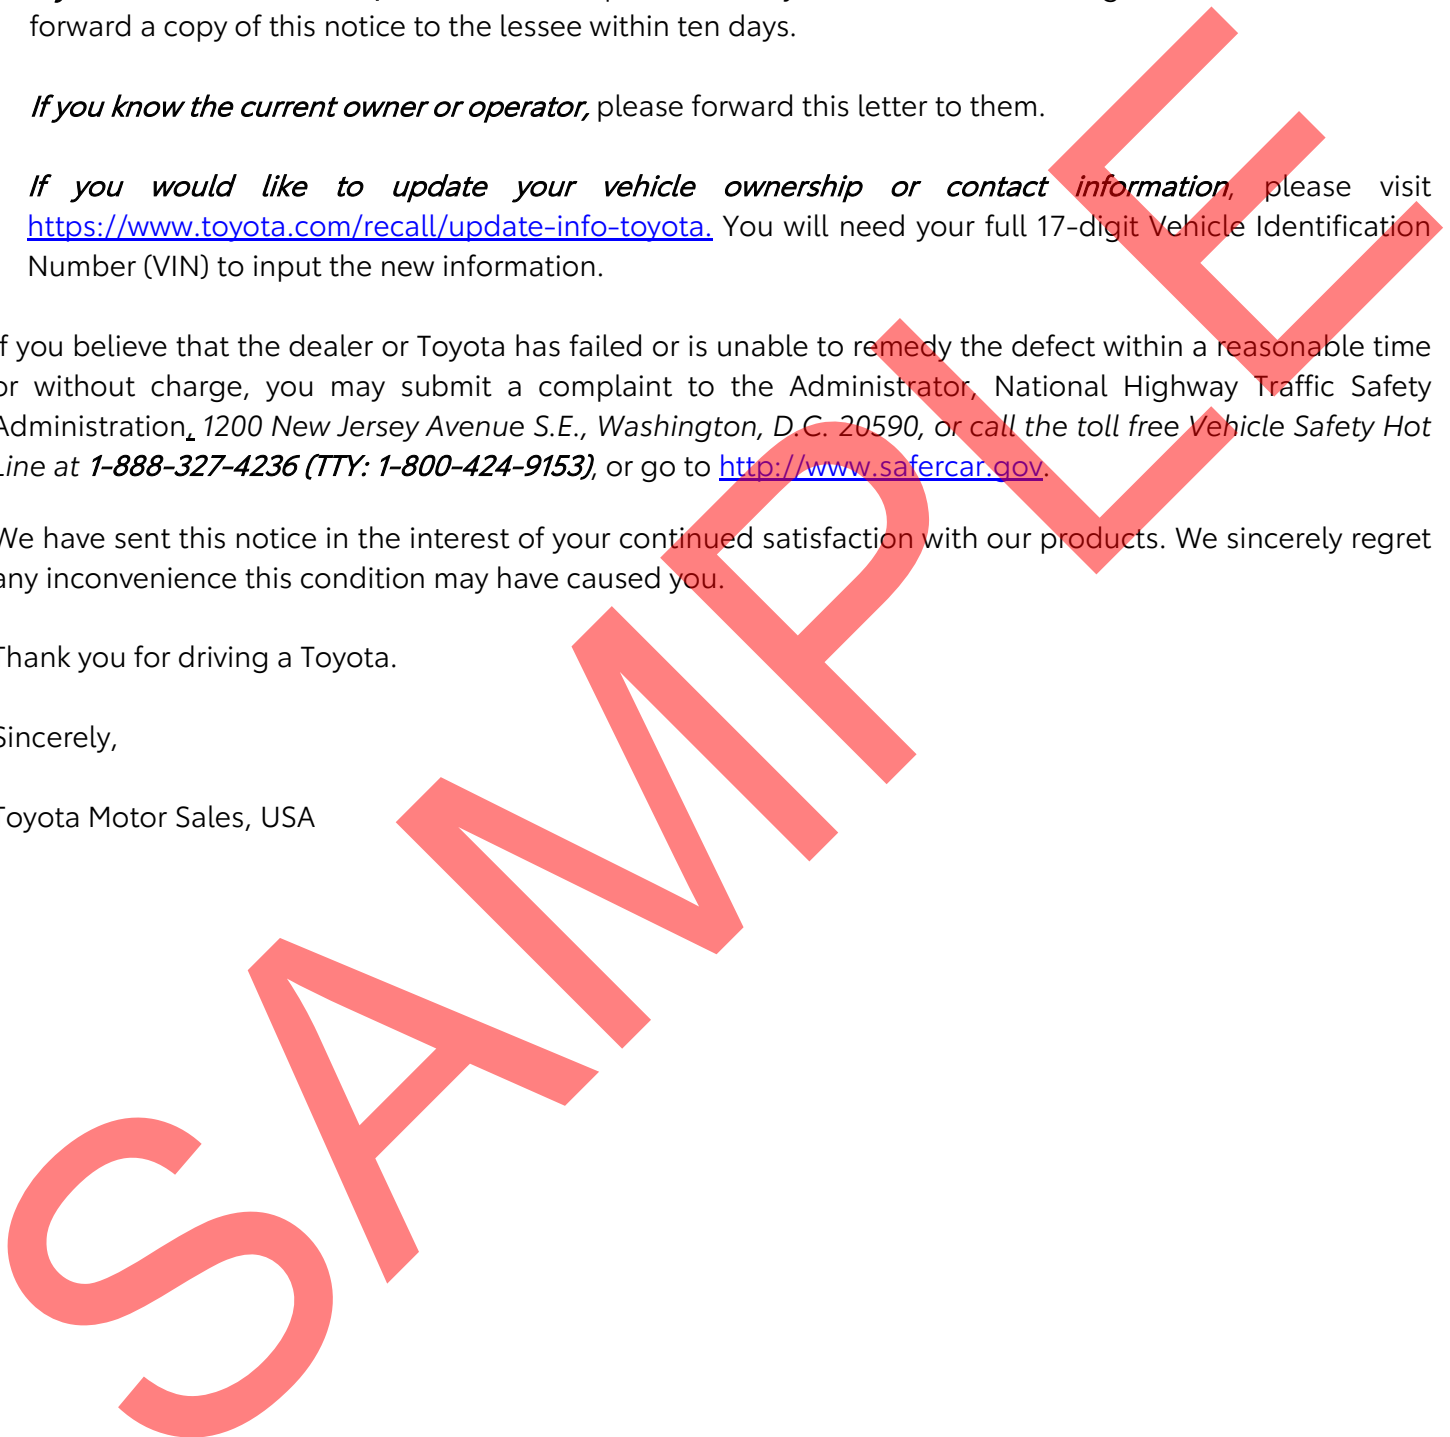 forward a copy of this notice to the lessee within ten days.
If you know the current owner or operator, please forward this letter to them.
If you would like to update your vehicle ownership or contact information, please visit
https://www.toyota.com/recall/update-info-toyota. You will need your full 17-digit Vehicle Identification
Number (VIN) to input the new information.
f you believe that the dealer or Toyota has failed or is unable to remedy the defect within a reasonable time
or without charge, you may submit a complaint to the Administrator, National Highway Traffic Safety
Administration, 1200 New Jersey Avenue S.E., Washington, D.C. 20590, or call the toll free Vehicle Safety Hot
Line at 1-888-327-4236 (TTY: 1-800-424-9153), or go to http://www.safercar.gov.
We have sent this notice in the interest of your continued satisfaction with our products. We sincerely regret
any inconvenience this condition may have caused you.
Thank you for driving a Toyota.
Sincerely,
Toyota Motor Sales, USA
SAMPLE